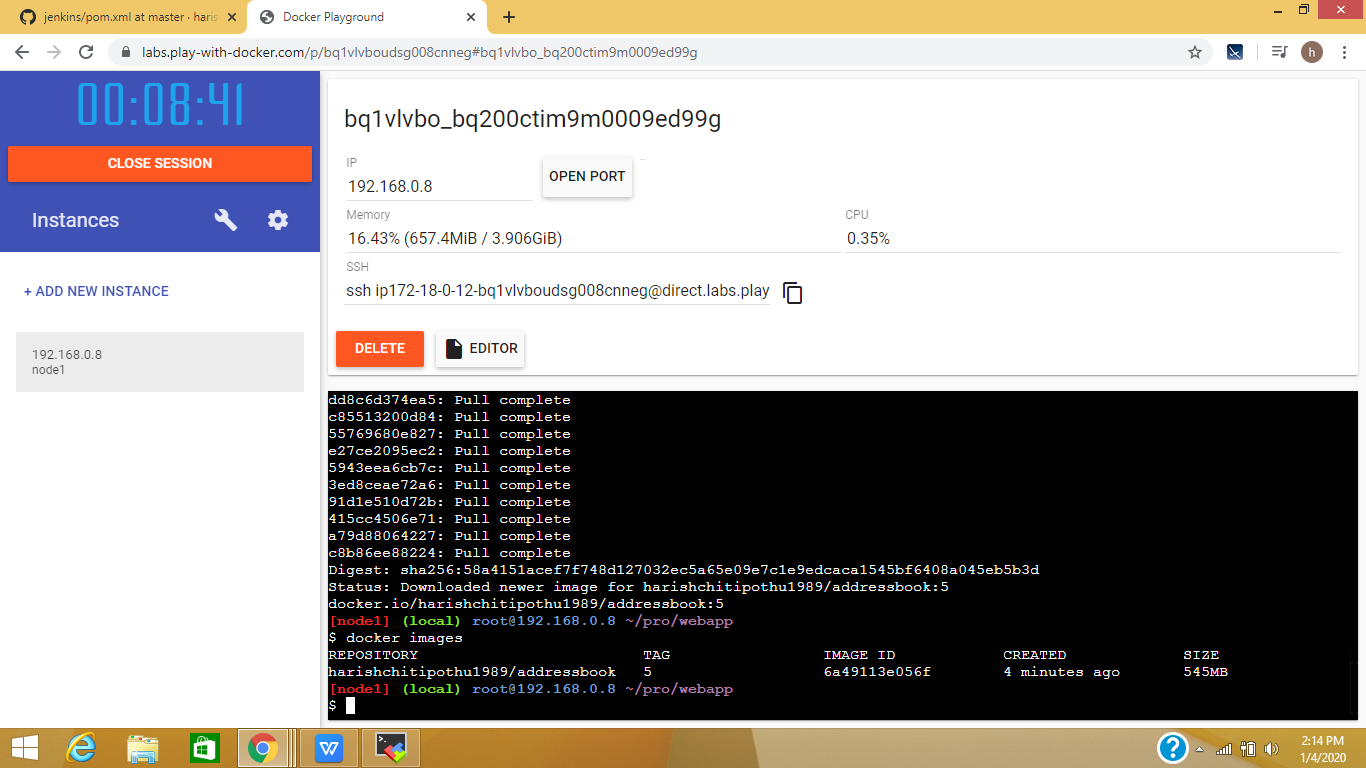 jenkins/pom.xml at master · haris
Docker Playground
labs.play-with-docker.com/p/bq1vlvboudsg008cnneg#bq1vlvbo_bq200ctim9m0009ed99g
h
00:08:41
CLOSE SESSION
Instances
+ ADD NEW INSTANCE
192.168.0.8
node1
bq1vlvbo_bq200ctim9m0009ed99g
IP
192.168.0.8
OPEN PORT
Memory
16.43% (657.4MiB / 3.906GiB)
CPU
0.35%
SSH
ssh ip172-18-0-12-bq1vlvboudsg008cnneg@direct.labs.play
DELETE
EDITOR
dd8c6d374ea5: Pull complete
c85513200d84: Pull complete
55769680e827: Pull complete
e27ce2095ec2: Pull complete
5943eea6cb7c: Pull complete
3ed8ceae72a6: Pull complete
91d1e510d72b: Pull complete
415cc4506e71: Pull complete
a79d88064227: Pull complete
c8b86ee88224: Pull complete
Digest: sha256:58a4151acef7f748d127032ec5a65e09e7c1e9edcaca1545bf6408a045eb5b3d
Status: Downloaded newer image for harishchitipothu1989/addressbook:5
docker.io/harishchitipothu1989/addressbook:5
[node1] (local) root@192.168.0.8 ~/pro/webapp
$ docker images
REPOSITORY TAG IMAGE ID CREATED SIZE
harishchitipothu1989/addressbook 5 6a49113e056f 4 minutes ago 545MB
[node1] (local) root@192.168.0.8 ~/pro/webapp
$
2:14 PM
1/4/2020